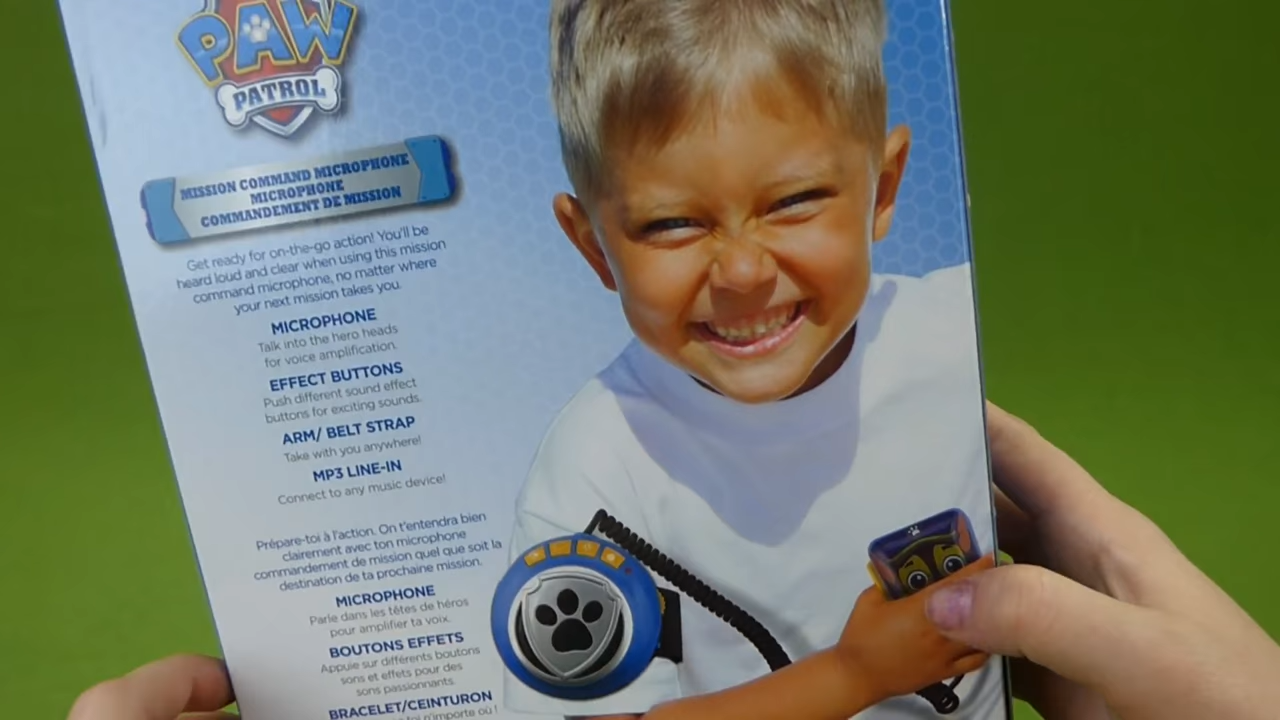 PAW
PATROL
MISSION COMMAND MICROPHONE
MICROPHONE
COMMANDEMENT DE MISSION
Get ready for on-the-go action! You'll be
heard loud and clear when using this mission
command microphone, no matter where
your next mission takes you.
MICROPHONE
Talk into the hero heads
for voice amplification.
EFFECT BUTTONS
Push different sound effect
buttons for exciting sounds.
ARM/ BELT STRAP
Take with you anywhere!
MP3 LINE-IN
Connect to any music device!
Prépare-toi à l'action. On t'entendra bien
clairement avec ton microphone
commandement de mission quel que soit la
destination de ta prochaine mission.
MICROPHONE
Parle dans les têtes de héros
pour amplifier ta voix.
BOUTONS EFFETS
Appuie sur différents boutons
sons et effets pour des
sons passionnants.
BRACELET/CEINTURON
toi n'importe où !